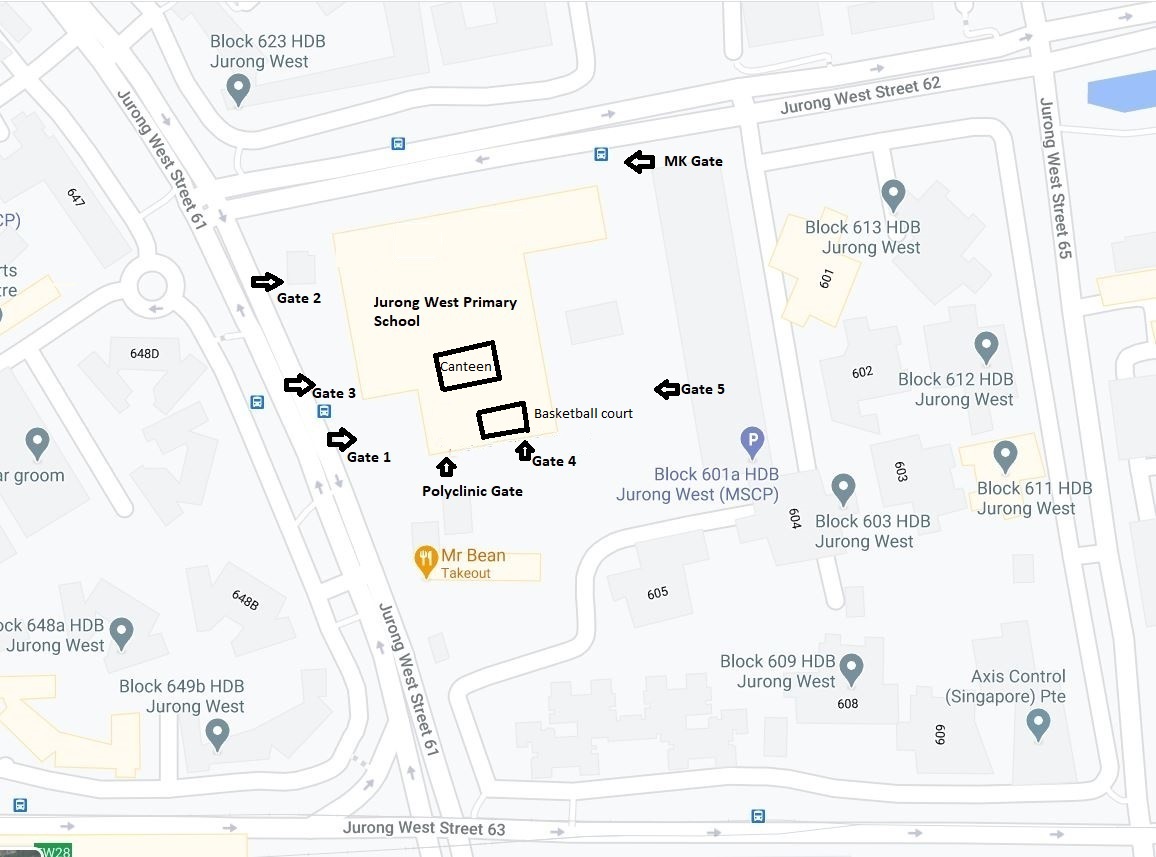 Block 623 HDB
Jurong West
Jurong West Street 62
Jurong West Street 61
Jurong West Street 65
MK Gate
647
CP)
Block 613 HDB
Jurong West
601
rts
tre
Gate 2
Jurong West Primary
School
648D
Canteen
Gate 3
Gate 5
602
Block 612 HDB
Jurong West
Basketball court
ar groom
Gate 1
Gate 4
Polyclinic Gate
Block 601a HDB
Jurong West (MSCP)
603
Block 611 HDB
Jurong West
604
Block 603 HDB
Jurong West
Mr Bean
Takeout
605
648B
ock 648a HDB
Jurong West
Jurong West Street 61
Block 649b HDB
Jurong West
Block 609 HDB
Jurong West
608
609
Axis Control
(Singapore) Pte
Jurong West Street 63
EW28